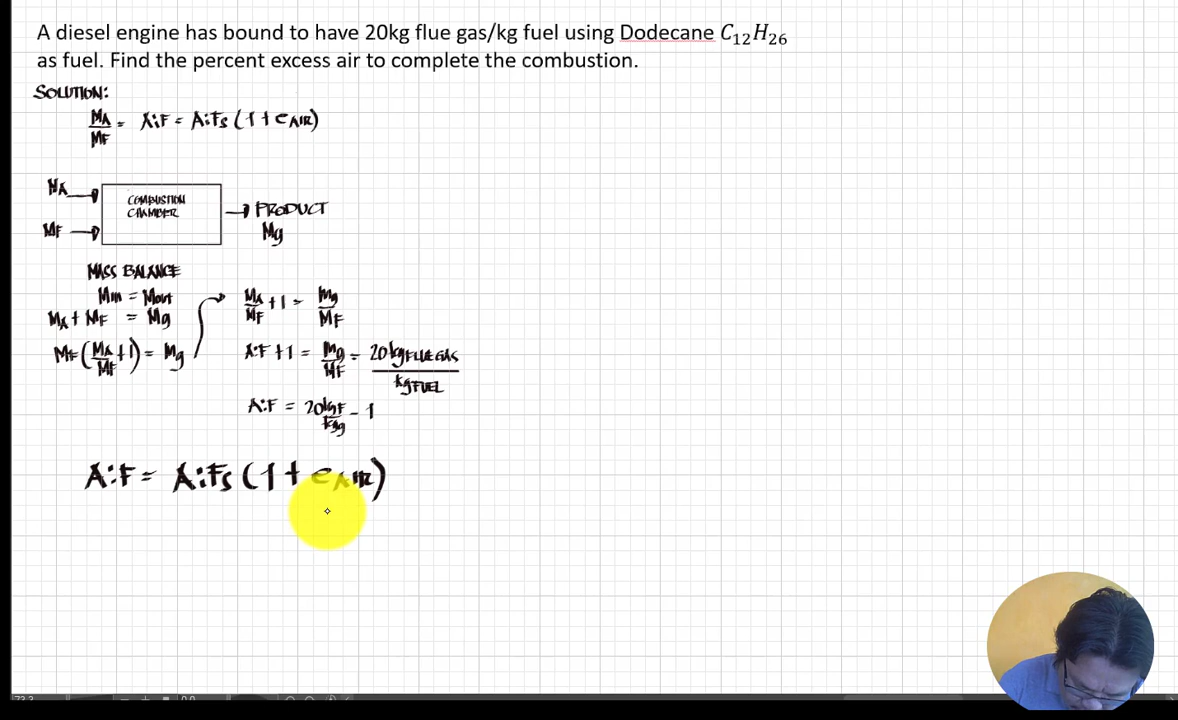 A diesel engine has bound to have 20kg flue gas/kg fuel using Dodecane C₁₂H₂₆
as fuel. Find the percent excess air to complete the combustion.
SOLUTION:
MA/MF = A:F = A:Fs (1 + eAIR)
MA
COMBUSTION
CHAMBER
PRODUCT
Mg
MF
MASS BALANCE
Min = Mout
MA + MF = Mg
MF (MA/MF + 1) = Mg
MA/MF + 1 = Mg/MF
A:F + 1 = Mg/MF = 20kg FLUE GAS/kg FUEL
A:F = 20kgF/kgg - 1
A:F = A:Fs (1 + eAIR)